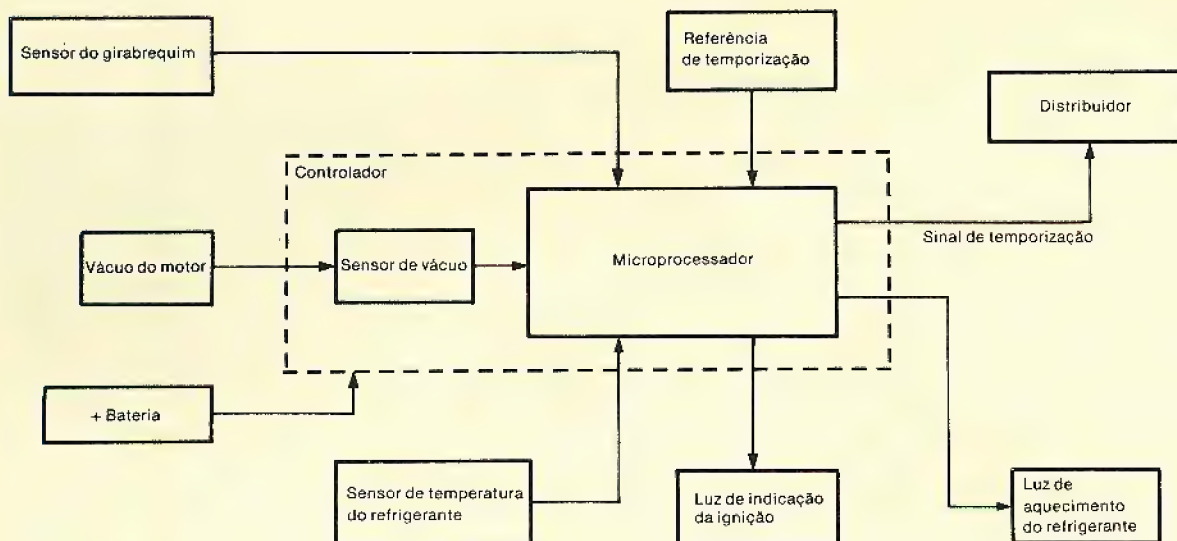 Sensor do girabrequim
Referência
de temporização
Distribuidor
Controlador
Sinal de temporização
Vácuo do motor
Sensor de vácuo
Microprocessador
+ Bateria
Sensor de temperatura
do refrigerante
Luz de indicação
da ignição
Luz de
aquecimento
do refrigerante